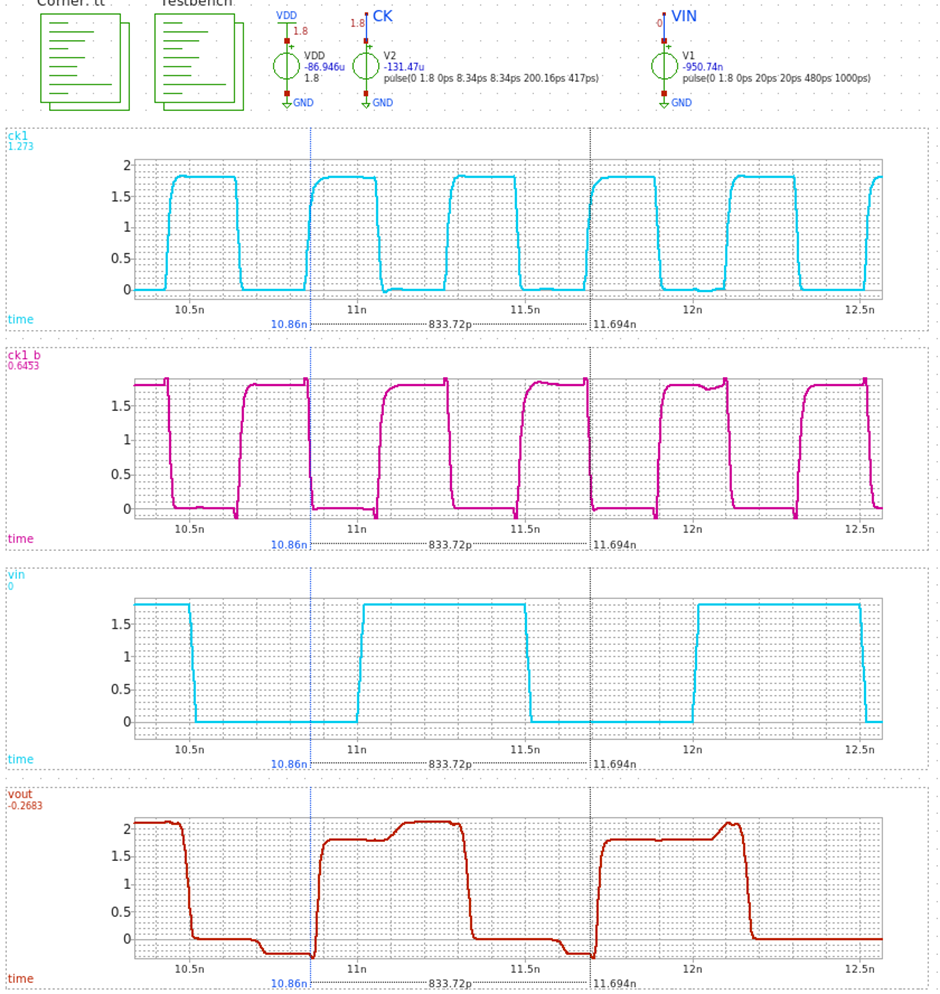 Corner: tt
Testbench
VDD
1.8
VDD
-86.946u
1.8
GND
CK
1.8
V2
-131.47u
pulse(0 1.8 0ps 8.34ps 8.34ps 200.16ps 417ps)
GND
VIN
0
V1
-950.74n
pulse(0 1.8 0ps 20ps 20ps 480ps 1000ps)
GND
ck1
1.273
2
1.5
1
0.5
0
10.5n 11n 11.5n 12n 12.5n
time
10.86n 833.72p 11.694n
ck1_b
0.6453
1.5
1
0.5
0
10.5n 11n 11.5n 12n 12.5n
time
10.86n 833.72p 11.694n
vin
0
1.5
1
0.5
0
10.5n 11n 11.5n 12n 12.5n
time
10.86n 833.72p 11.694n
vout
-0.2683
2
1.5
1
0.5
0
10.5n 11n 11.5n 12n 12.5n
time
10.86n 833.72p 11.694n